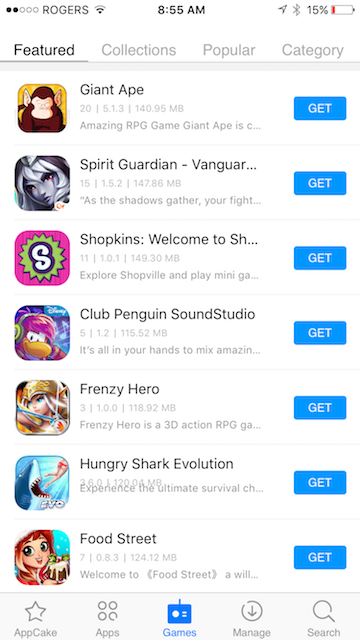 ROGERS 8:55 AM 15%
Featured Collections Popular Category
Giant Ape
20 | 5.1.3 | 140.95 MB
Amazing RPG Game Giant Ape is c...
GET
Spirit Guardian - Vanguar...
15 | 1.5.2 | 147.86 MB
"As the shadows gather, your fight...
GET
S
Shopkins: Welcome to Sh...
11 | 1.0.1 | 149.30 MB
Explore Shopville and play mini ga...
GET
Disney
Club Penguin SoundStudio
5 | 1.2 | 115.52 MB
It's all in your hands to mix amazin...
GET
Frenzy Hero
3 | 1.0.0 | 118.92 MB
Frenzy Hero is a 3D action RPG ga...
GET
EVO
Hungry Shark Evolution
3.6.0 | 120.04 MB
Experience the ultimate survival ch...
GET
Food Street
7 | 0.8.3 | 124.12 MB
Welcome to 《Food Street》 a will...
GET
AppCake Apps Games Manage Search